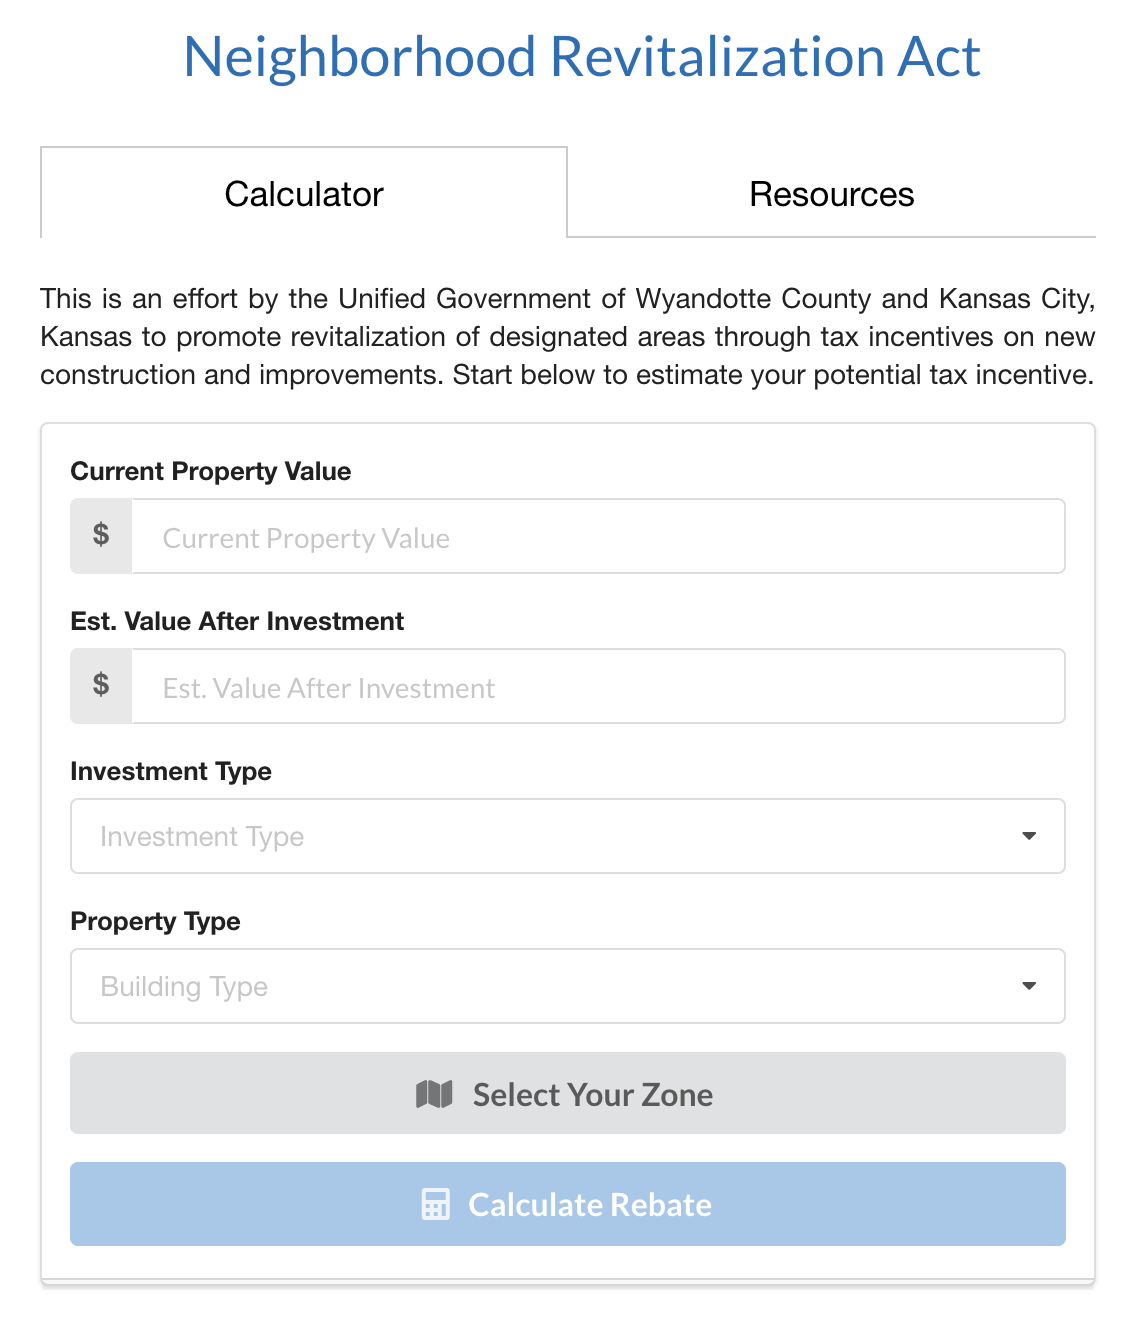 Neighborhood Revitalization Act
Calculator
Resources
This is an effort by the Unified Government of Wyandotte County and Kansas City,
Kansas to promote revitalization of designated areas through tax incentives on new
construction and improvements. Start below to estimate your potential tax incentive.
Current Property Value
$ Current Property Value
Est. Value After Investment
$ Est. Value After Investment
Investment Type
Investment Type
Property Type
Building Type
Select Your Zone
Calculate Rebate